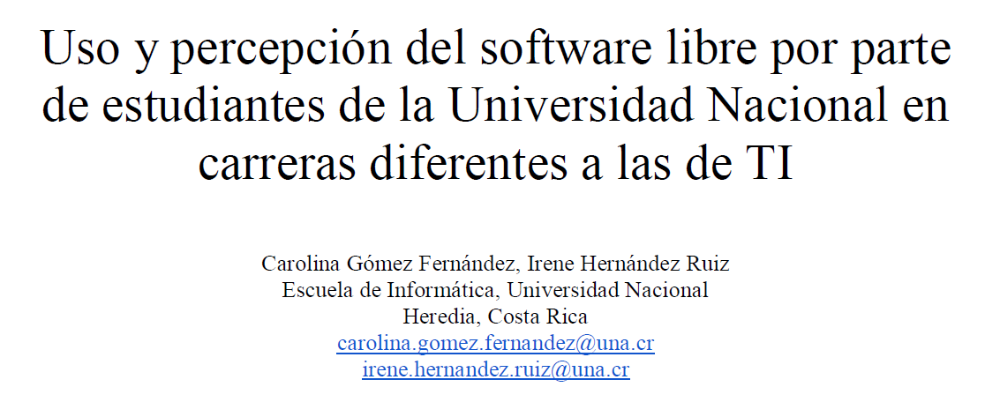 Uso y percepción del software libre por parte
de estudiantes de la Universidad Nacional en
carreras diferentes a las de TI
Carolina Gómez Fernández, Irene Hernández Ruiz
Escuela de Informática, Universidad Nacional
Heredia, Costa Rica
carolina.gomez.fernandez@una.cr
irene.hernandez.ruiz@una.cr